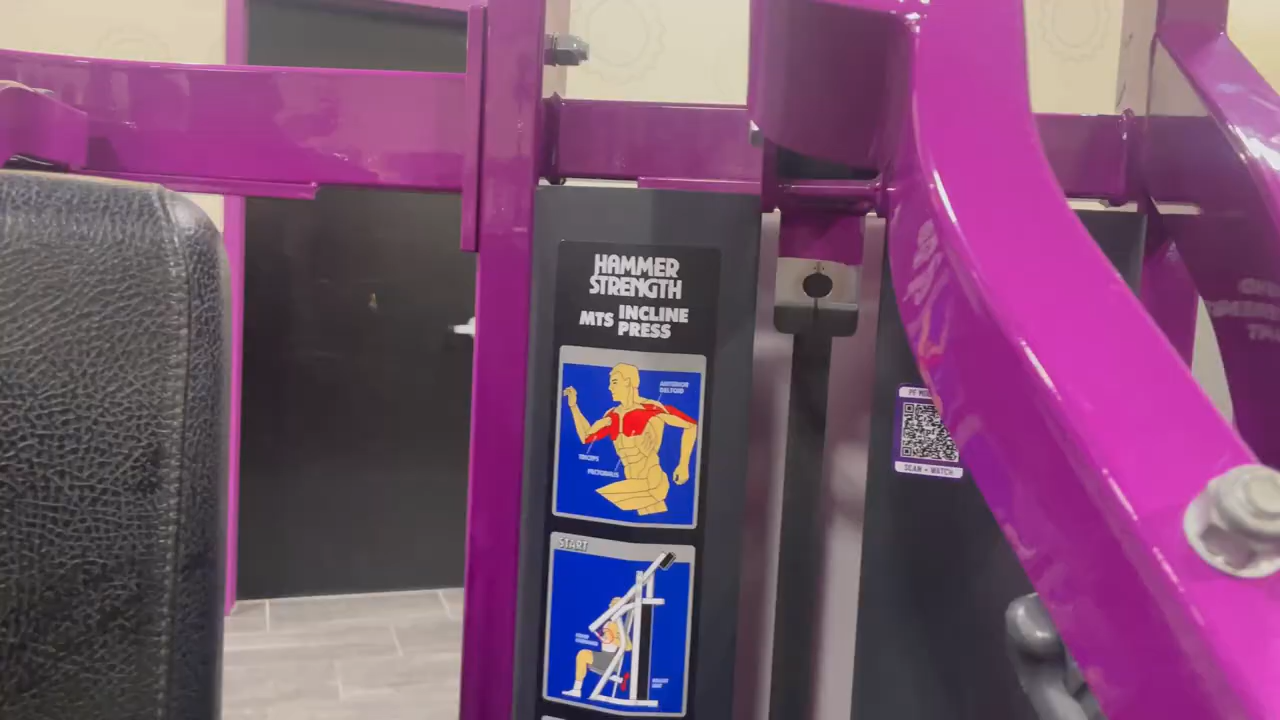 HAMMER
STRENGTH
MTS INCLINE
PRESS
ANTERIOR
DELTOID
TRICEPS
PECTORALIS
START
SCAN + WATCH